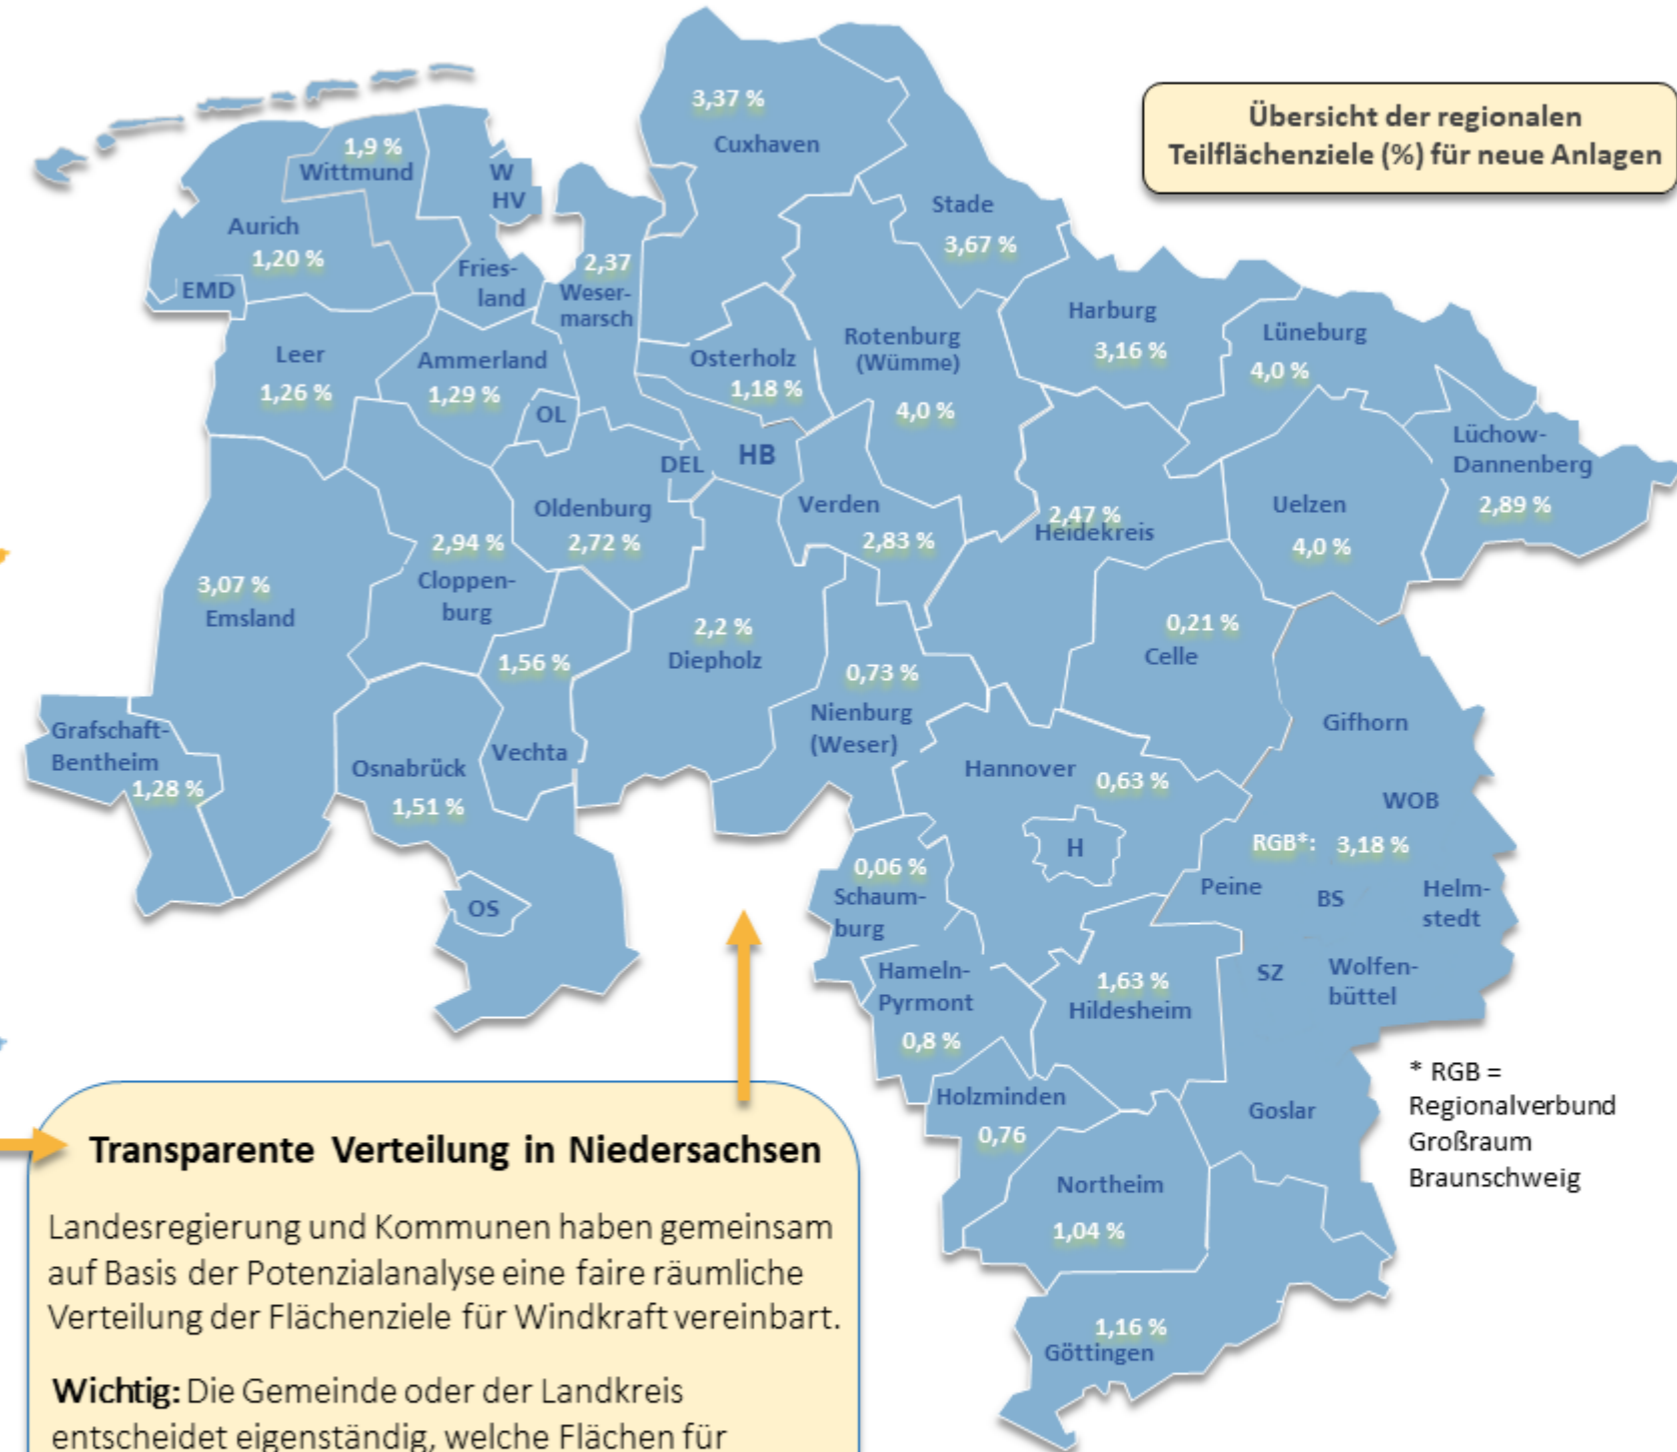 Übersicht der regionalen
Teilflächenziele (%) für neue Anlagen
3,37 %
Cuxhaven
1,9 %
Wittmund
W
HV
Aurich
1,20 %
EMD
Fries-
land
2,37
Weser-
marsch
Stade
3,67 %
Harburg
3,16 %
Lüneburg
4,0 %
Rotenburg
(Wümme)
4,0 %
Osterholz
1,18 %
Leer
1,26 %
Ammerland
1,29 %
OL
DEL
HB
Lüchow-
Dannenberg
2,89 %
Oldenburg
2,72 %
Verden
2,83 %
2,47 %
Heidekreis
Uelzen
4,0 %
2,94 %
Cloppen-
burg
3,07 %
Emsland
2,2 %
Diepholz
1,56 %
Vechta
0,21 %
Celle
0,73 %
Nienburg
(Weser)
Grafschaft-
Bentheim
1,28 %
Osnabrück
1,51 %
OS
Hannover
0,63 %
H
Gifhorn
WOB
RGB*: 3,18 %
Peine
BS
Helm-
stedt
SZ
Wolfen-
büttel
0,06 %
Schaum-
burg
Hameln-
Pyrmont
0,8 %
1,63 %
Hildesheim
Holzminden
0,76
Goslar
Northeim
1,04 %
1,16 %
Göttingen
* RGB =
Regionalverbund
Großraum
Braunschweig
Transparente Verteilung in Niedersachsen
Landesregierung und Kommunen haben gemeinsam
auf Basis der Potenzialanalyse eine faire räumliche
Verteilung der Flächenziele für Windkraft vereinbart.
Wichtig: Die Gemeinde oder der Landkreis
entscheidet eigenständig, welche Flächen für